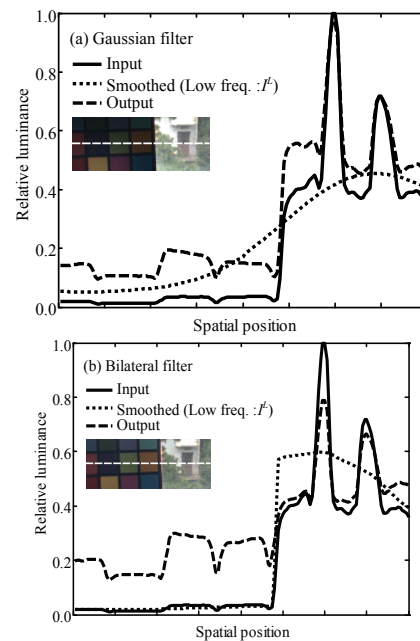 (a) Gaussian filter
Input
Smoothed (Low freq. :I^L)
Output
Relative luminance
1.0
0.8
0.6
0.4
0.2
0.0
Spatial position
(b) Bilateral filter
Input
Smoothed (Low freq. :I^L)
Output
Relative luminance
1.0
0.8
0.6
0.4
0.2
0.0
Spatial position